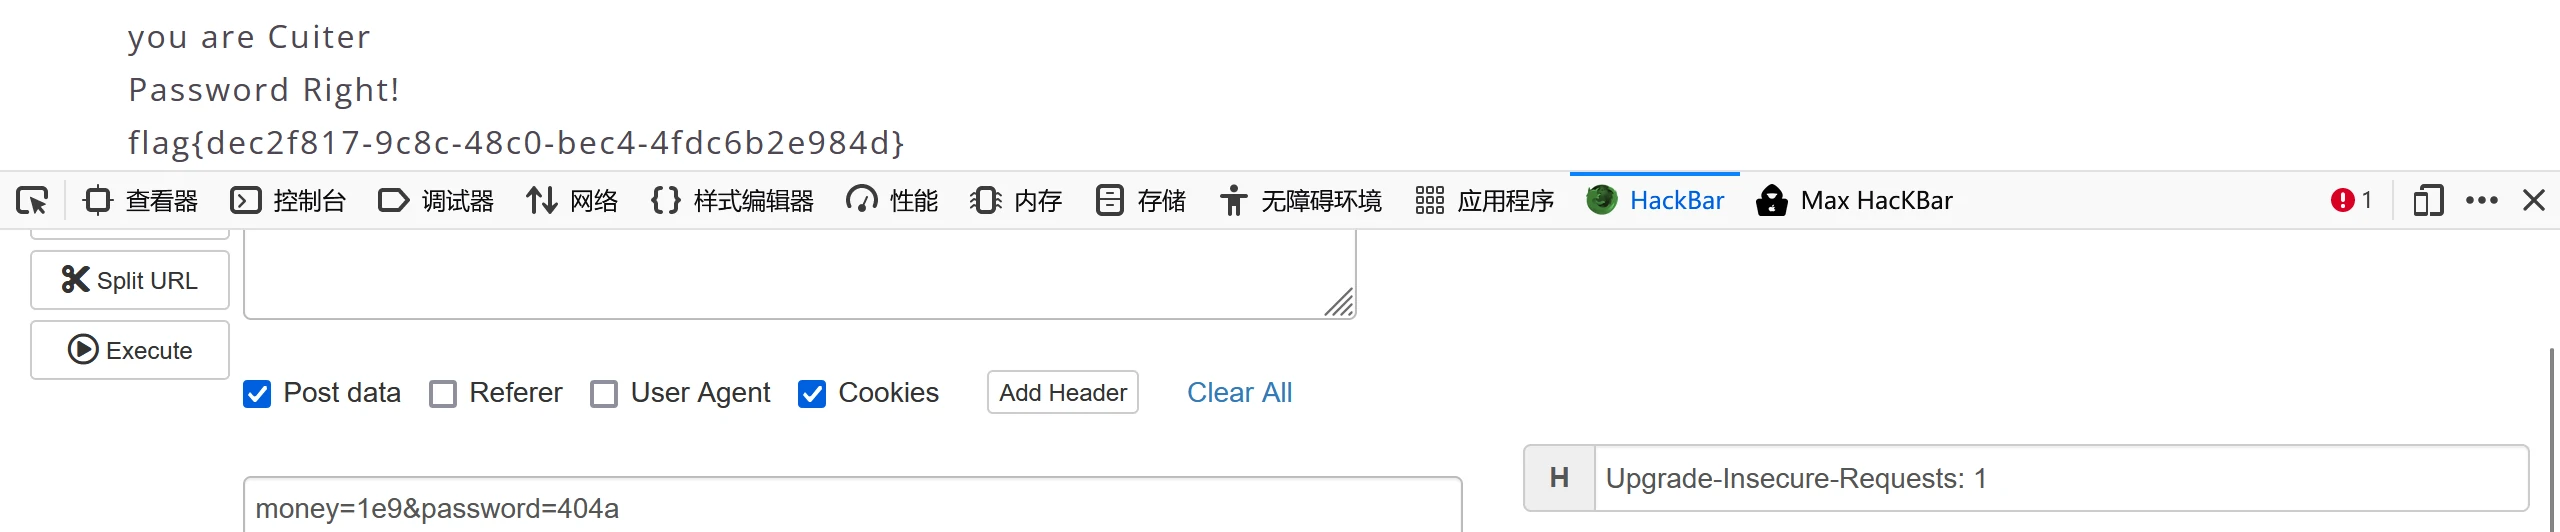 you are Cuiter
Password Right!
flag{dec2f817-9c8c-48c0-bec4-4fdc6b2e984d}
查看器 控制台 调试器 网络 样式编辑器 性能 内存 存储 无障碍环境 应用程序 HackBar Max HacKBar 1
Split URL
Execute
Post data Referer User Agent Cookies Add Header Clear All
H Upgrade-Insecure-Requests: 1
money=1e9&password=404a